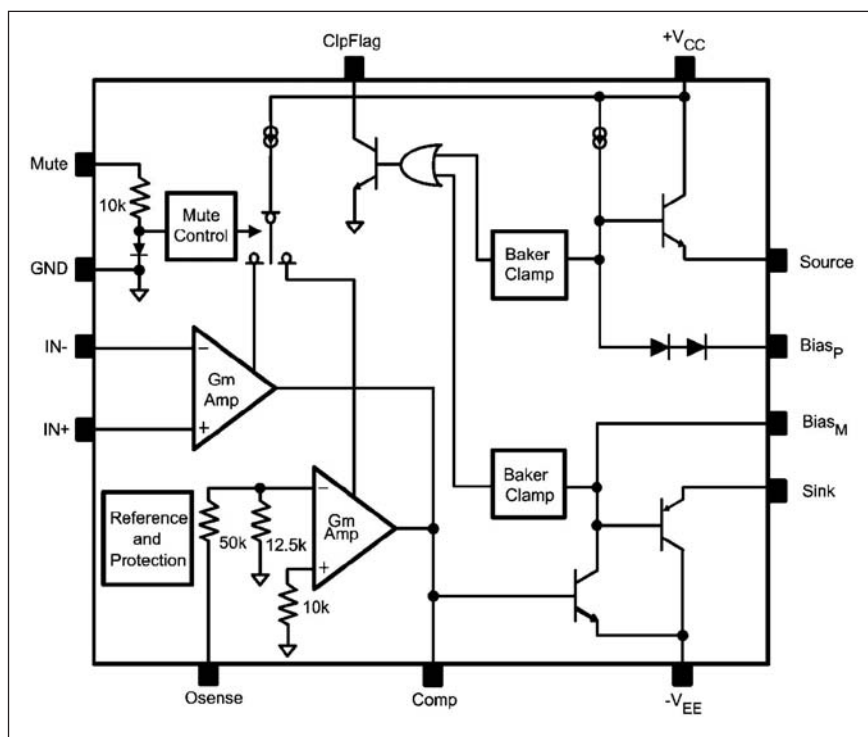 ClpFlag
+VCC
Mute
10k
Mute
Control
GND
Baker
Clamp
Source
IN-
−
Gm
Amp
+
IN+
BiasP
BiasM
Baker
Clamp
Sink
Reference
and
Protection
50k
12.5k
−
Gm
Amp
+
10k
Osense
Comp
-VEE